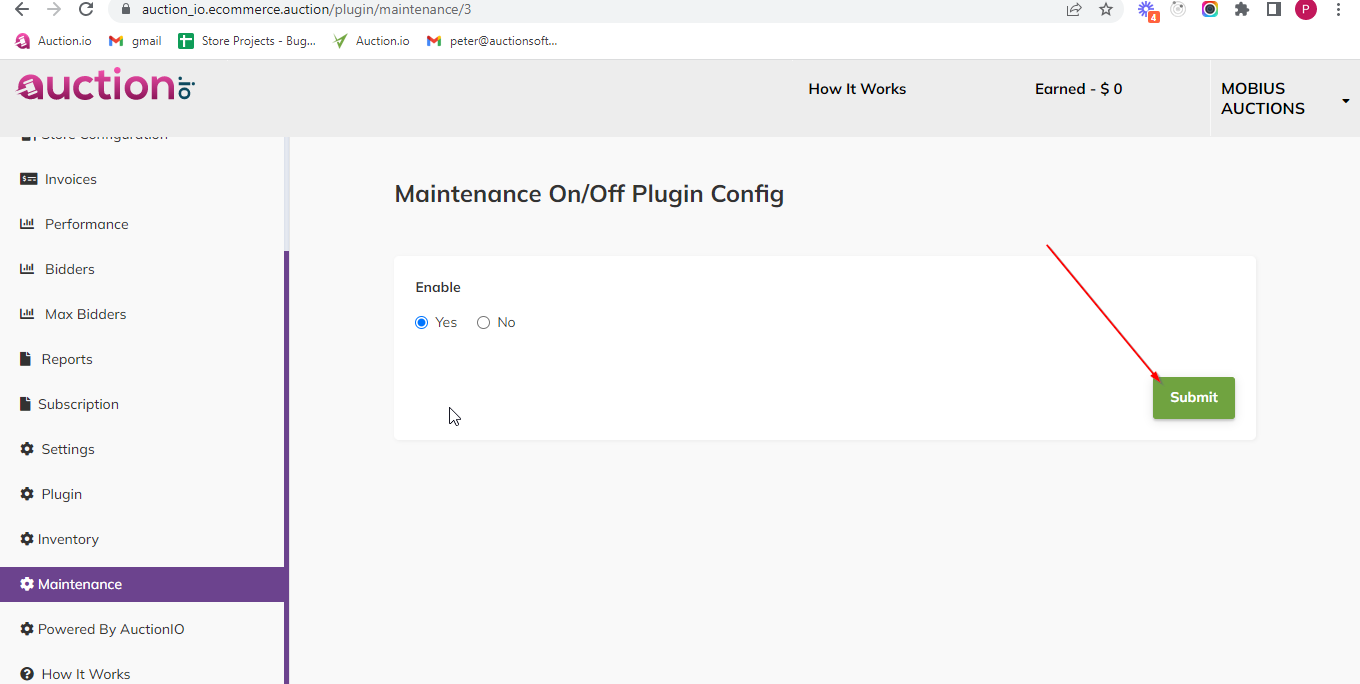 auction_io.ecommerce.auction/plugin/maintenance/3
4
P
Auction.io
gmail
Store Projects - Bug...
Auction.io
peter@auctionsoft...
auction.io
How It Works
Earned - $ 0
MOBIUS
AUCTIONS
Store Configuration
Invoices
Performance
Bidders
Max Bidders
Reports
Subscription
Settings
Plugin
Inventory
Maintenance
Powered By AuctionIO
How It Works
Maintenance On/Off Plugin Config
Enable
Yes No
Submit